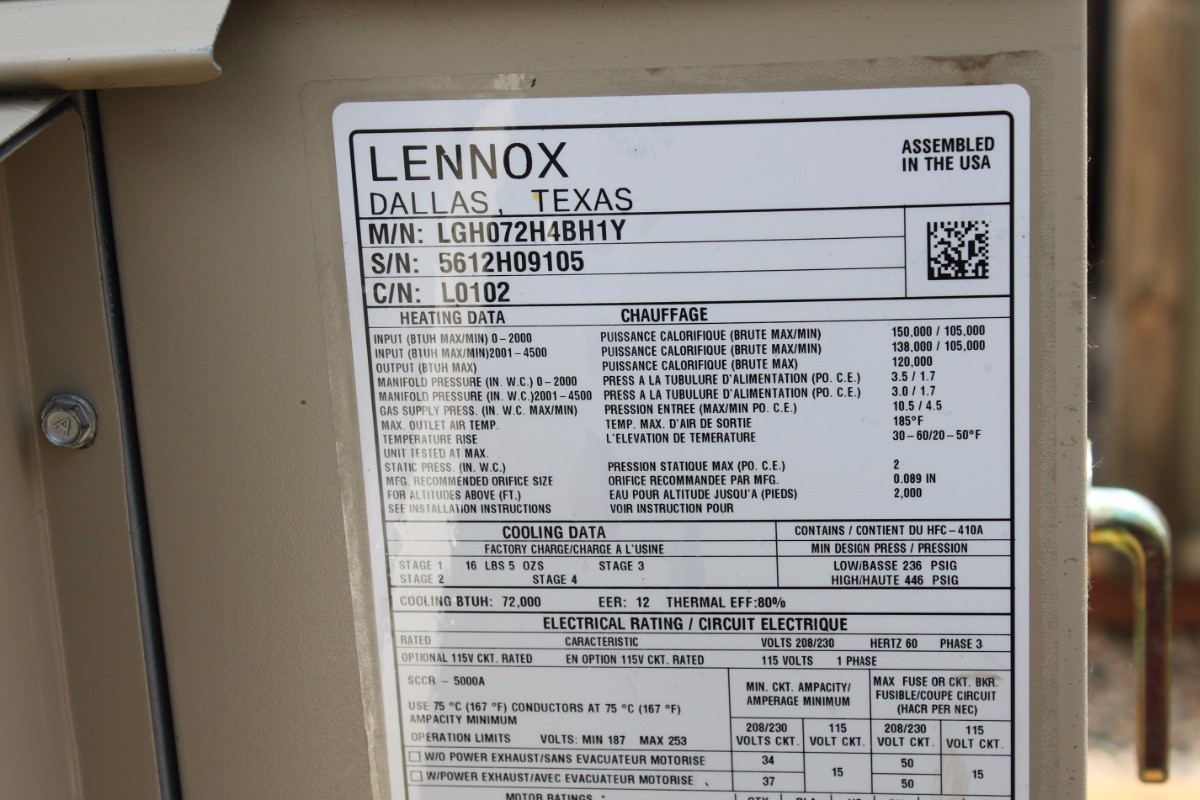 LENNOX
DALLAS, TEXAS
ASSEMBLED
IN THE USA
M/N: LGH072H4BH1Y
S/N: 5612H09105
C/N: L0102
HEATING DATA CHAUFFAGE
INPUT (BTUH MAX/MIN) 0-2000 PUISSANCE CALORIFIQUE (BRUTE MAX/MIN) 150,000 / 105,000
INPUT (BTUH MAX/MIN)2001-4500 PUISSANCE CALORIFIQUE (BRUTE MAX/MIN) 138,000 / 105,000
OUTPUT (BTUH MAX) PUISSANCE CALORIFIQUE (BRUTE MAX) 120,000
MANIFOLD PRESSURE (IN. W.C.) 0-2000 PRESS A LA TUBULURE D'ALIMENTATION (PO. C.E.) 3.5 / 1.7
MANIFOLD PRESSURE (IN. W.C.)2001-4500 PRESS A LA TUBULURE D'ALIMENTATION (PO. C.E.) 3.0 / 1.7
GAS SUPPLY PRESS. (IN. W.C. MAX/MIN) PRESSION ENTREE (MAX/MIN PO. C.E.) 10.5 / 4.5
MAX. OUTLET AIR TEMP. TEMP. MAX. D'AIR DE SORTIE 185°F
TEMPERATURE RISE L'ELEVATION DE TEMERATURE 30-60/20-50°F
UNIT TESTED AT MAX.
STATIC PRESS. (IN. W.C.) PRESSION STATIQUE MAX (PO. C.E.) 2
MFG. RECOMMENDED ORIFICE SIZE ORIFICE RECOMMANDEE PAR MFG. 0.089 IN
FOR ALTITUDES ABOVE (FT.) EAU POUR ALTITUDE JUSQU'A (PIEDS) 2,000
SEE INSTALLATION INSTRUCTIONS VOIR INSTRUCTION POUR
COOLING DATA CONTAINS / CONTIENT DU HFC-410A
FACTORY CHARGE/CHARGE A L'USINE MIN DESIGN PRESS / PRESSION
STAGE 1 16 LBS 5 OZS STAGE 3 LOW/BASSE 236 PSIG
STAGE 2 STAGE 4 HIGH/HAUTE 446 PSIG
COOLING BTUH: 72,000 EER: 12 THERMAL EFF:80%
ELECTRICAL RATING / CIRCUIT ELECTRIQUE
RATED CARACTERISTIC VOLTS 208/230 HERTZ 60 PHASE 3
OPTIONAL 115V CKT. RATED EN OPTION 115V CKT. RATED 115 VOLTS 1 PHASE
SCCR - 5000A
USE 75 °C (167 °F) CONDUCTORS AT 75 °C (167 °F)
AMPACITY MINIMUM
OPERATION LIMITS VOLTS: MIN 187 MAX 253
MIN. CKT. AMPACITY/
AMPERAGE MINIMUM
MAX FUSE OR CKT. BKR.
FUSIBLE/COUPE CIRCUIT
(HACR PER NEC)
208/230
VOLTS CKT.
115
VOLT CKT.
208/230
VOLT CKT.
115
VOLT CKT.
W/O POWER EXHAUST/SANS EVACUATEUR MOTORISE 34 50
W/POWER EXHAUST/AVEC EVACUATEUR MOTORISE 37 15 50 15
MOTOR RATINGS